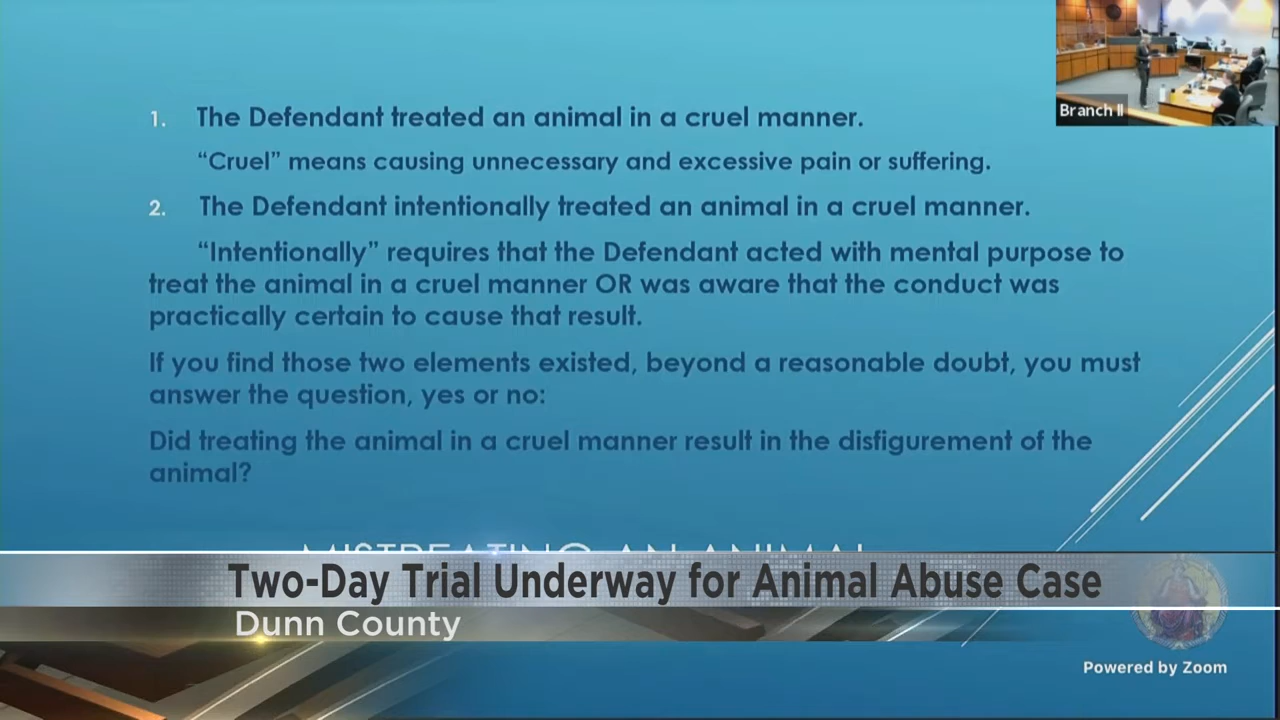 Branch II
1. The Defendant treated an animal in a cruel manner.
“Cruel” means causing unnecessary and excessive pain or suffering.
2. The Defendant intentionally treated an animal in a cruel manner.
“Intentionally” requires that the Defendant acted with mental purpose to
treat the animal in a cruel manner OR was aware that the conduct was
practically certain to cause that result.
If you find those two elements existed, beyond a reasonable doubt, you must
answer the question, yes or no:
Did treating the animal in a cruel manner result in the disfigurement of the
animal?
MISTREATING AN ANIMAL
Two-Day Trial Underway for Animal Abuse Case
Dunn County
Powered by Zoom